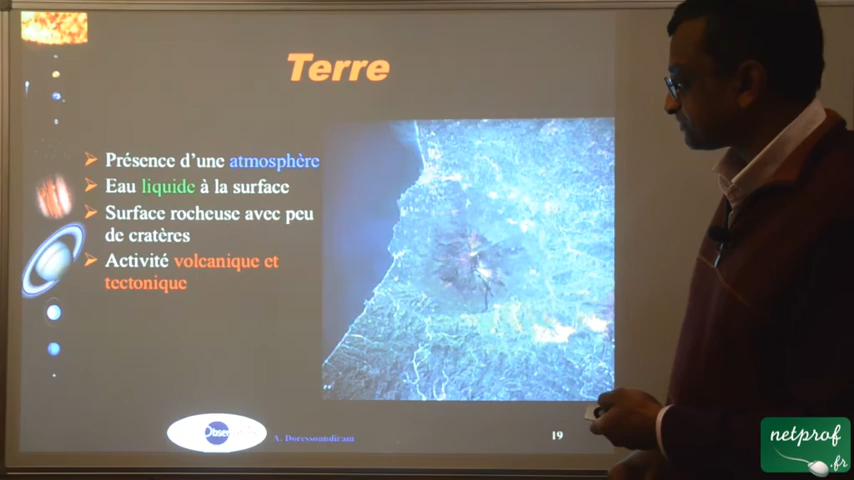 Terre
Présence d'une atmosphère
Eau liquide à la surface
Surface rocheuse avec peu
de cratères
Activité volcanique et
tectonique
A. Doressoundiram
19
netprof
.fr